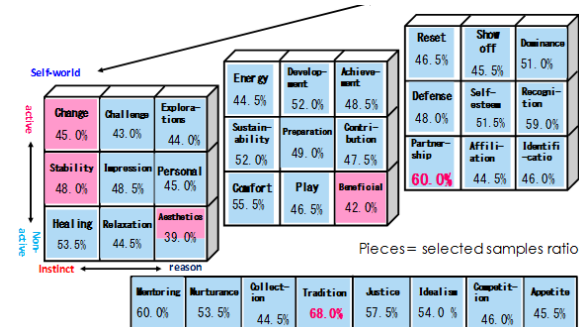 Self-world
active
Non-active
Instinct
reason
Change
45.0%
Challenge
43.0%
Explora-
tions
44.0%
Stability
48.0%
Impression
48.5%
Personal
45.0%
Healing
53.5%
Relaxation
44.5%
Aesthetics
39.0%
Energy
44.5%
Develop-
ment
52.0%
Achieve-
ment
48.5%
Sustain-
ability
52.0%
Preparation
49.0%
Contri-
bution
47.5%
Comfort
55.5%
Play
46.5%
Beneficial
42.0%
Reset
46.5%
Show
off
45.5%
Dominance
51.0%
Defense
48.0%
Self-
esteem
51.5%
Recogni-
tion
59.0%
Partner-
ship
60.0%
Affili-
ation
44.5%
Identifi
-catio
46.0%
Pieces= selected samples ratio
Mentoring
60.0%
Nurturance
53.5%
Collect-
ion
44.5%
Tradition
68.0%
Justice
57.5%
Idealism
54.0 %
Competit-
ion
46.0%
Appetite
45.5%